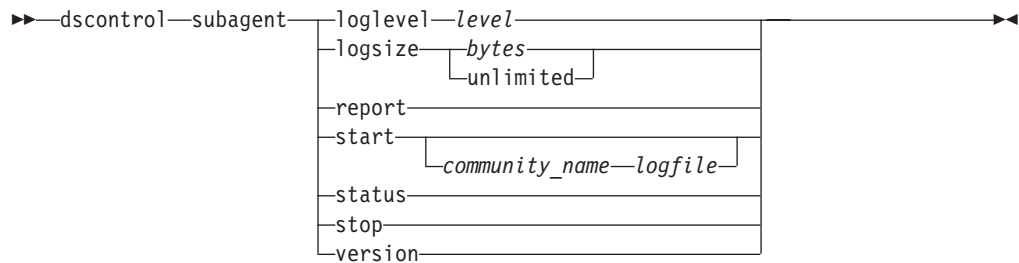 dscontrol subagent loglevel level
logsize bytes
unlimited
report
start
community_name logfile
status
stop
version